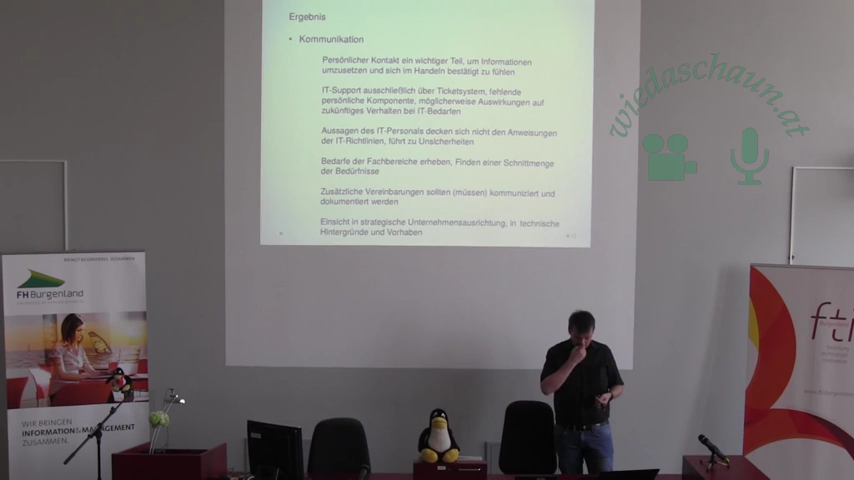 Ergebnis
• Kommunikation
Persönlicher Kontakt ein wichtiger Teil, um Informationen
umzusetzen und sich im Handeln bestätigt zu fühlen
IT-Support ausschließlich über Ticketsystem, fehlende
persönliche Komponente, möglicherweise Auswirkungen auf
zukünftiges Verhalten bei IT-Bedarfen
Aussagen des IT-Personals decken sich nicht den Anweisungen
der IT-Richtlinien, führt zu Unsicherheiten
Bedarfe der Fachbereiche erheben, Finden einer Schnittmenge
der Bedürfnisse
Zusätzliche Vereinbarungen sollten (müssen) kommuniziert und
dokumentiert werden
Einsicht in strategische Unternehmensausrichtung, in technische
Hintergründe und Vorhaben
wiedaschaun.at
FH Burgenland
WIR BRINGEN
INFORMATION & MANAGEMENT
ZUSAMMEN.